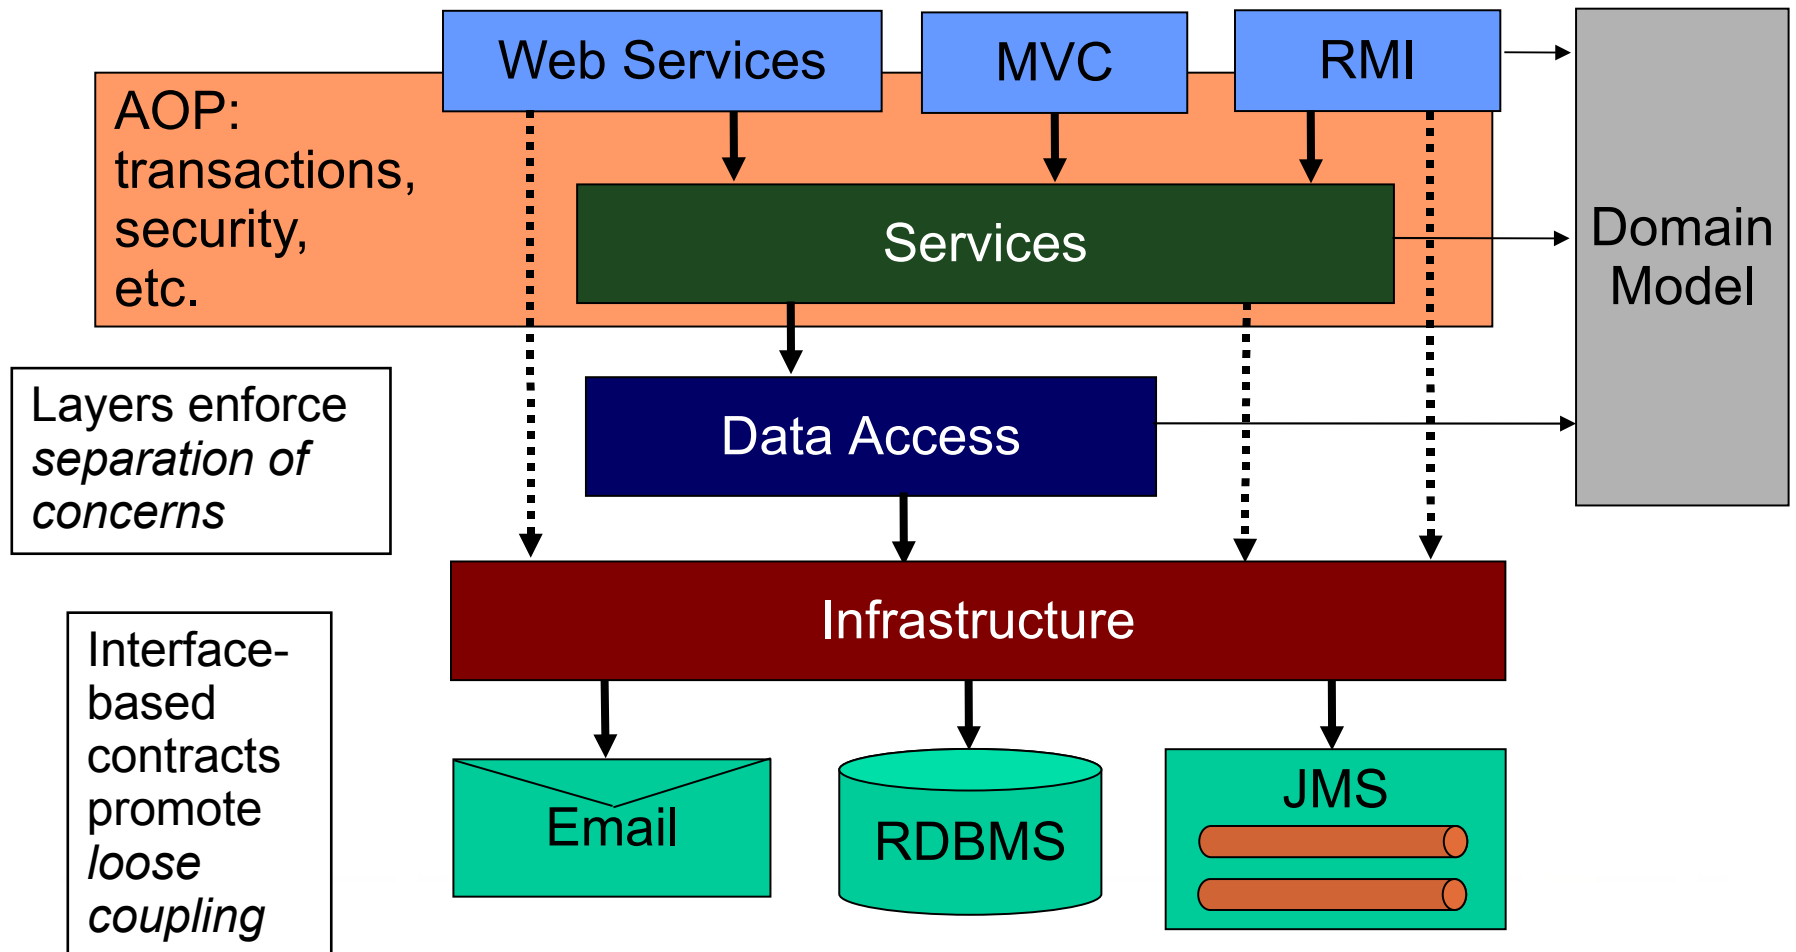 Web Services
MVC
RMI
AOP:
transactions,
security,
etc.
Services
Domain
Model
Layers enforce
separation of
concerns
Data Access
Infrastructure
Interface-
based
contracts
promote
loose
coupling
Email
RDBMS
JMS